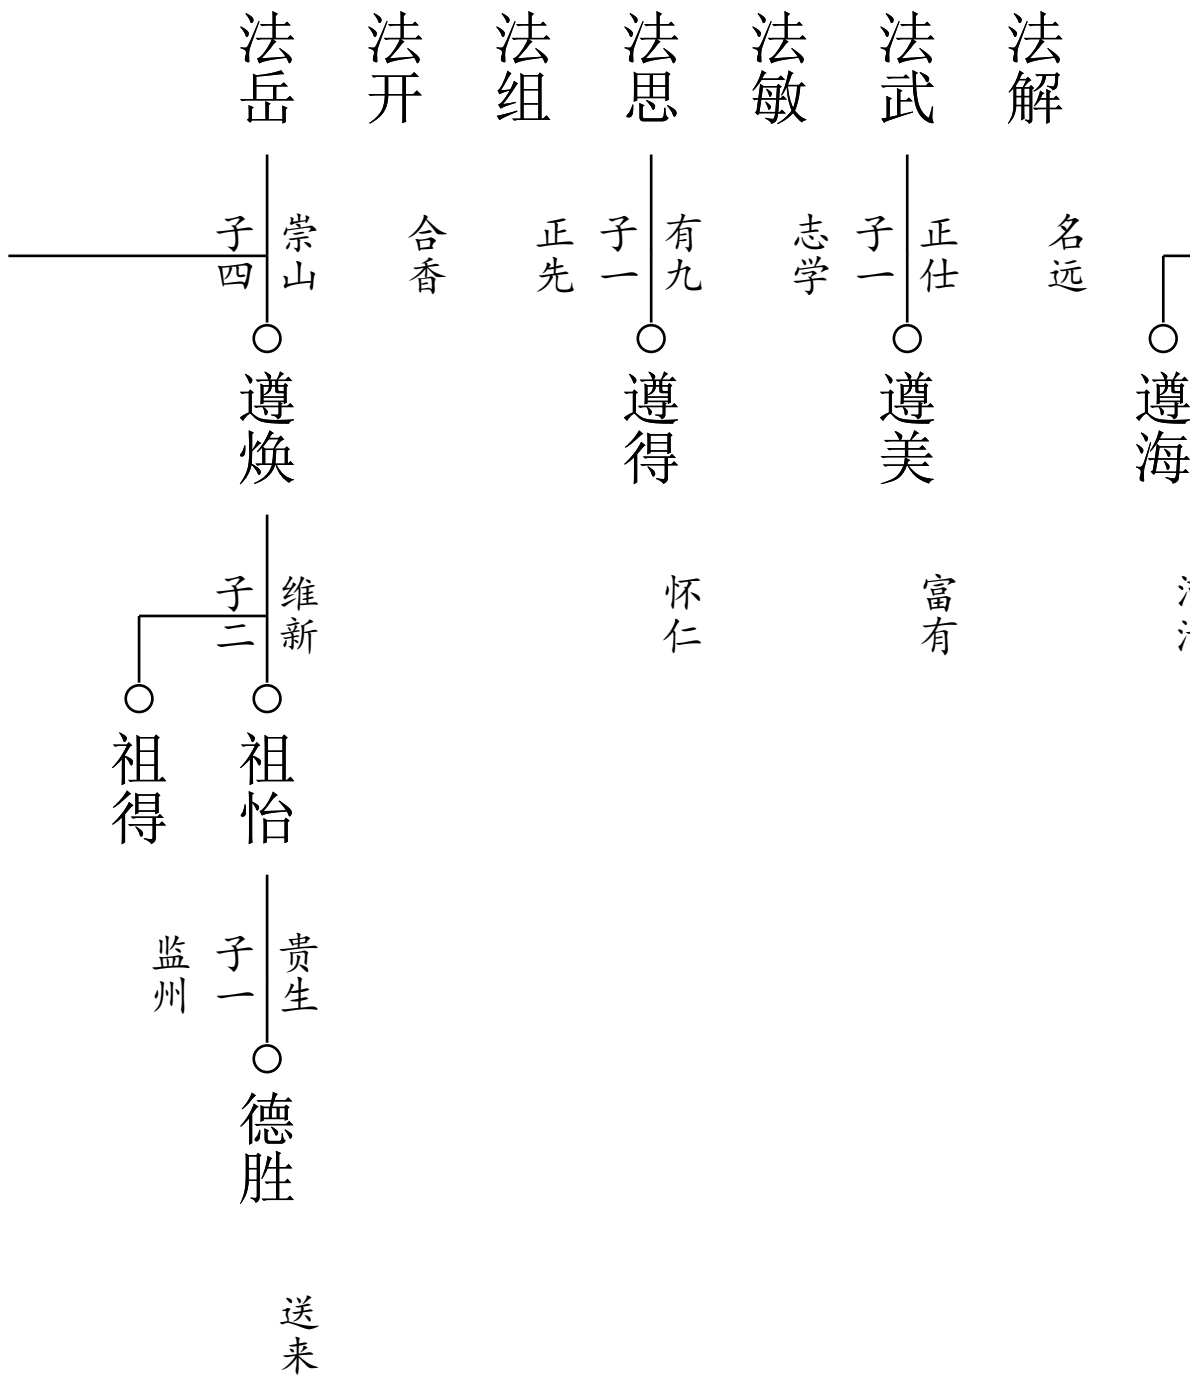 法解
法武
法敏
法思
法组
法开
法岳
名远
正仕
子一
志学
有九
子一
正先
合香
崇山
子四
遵海
遵美
遵得
遵焕
富有
怀仁
维新
子二
祖怡
祖得
贵生
子一
监州
德胜
送来